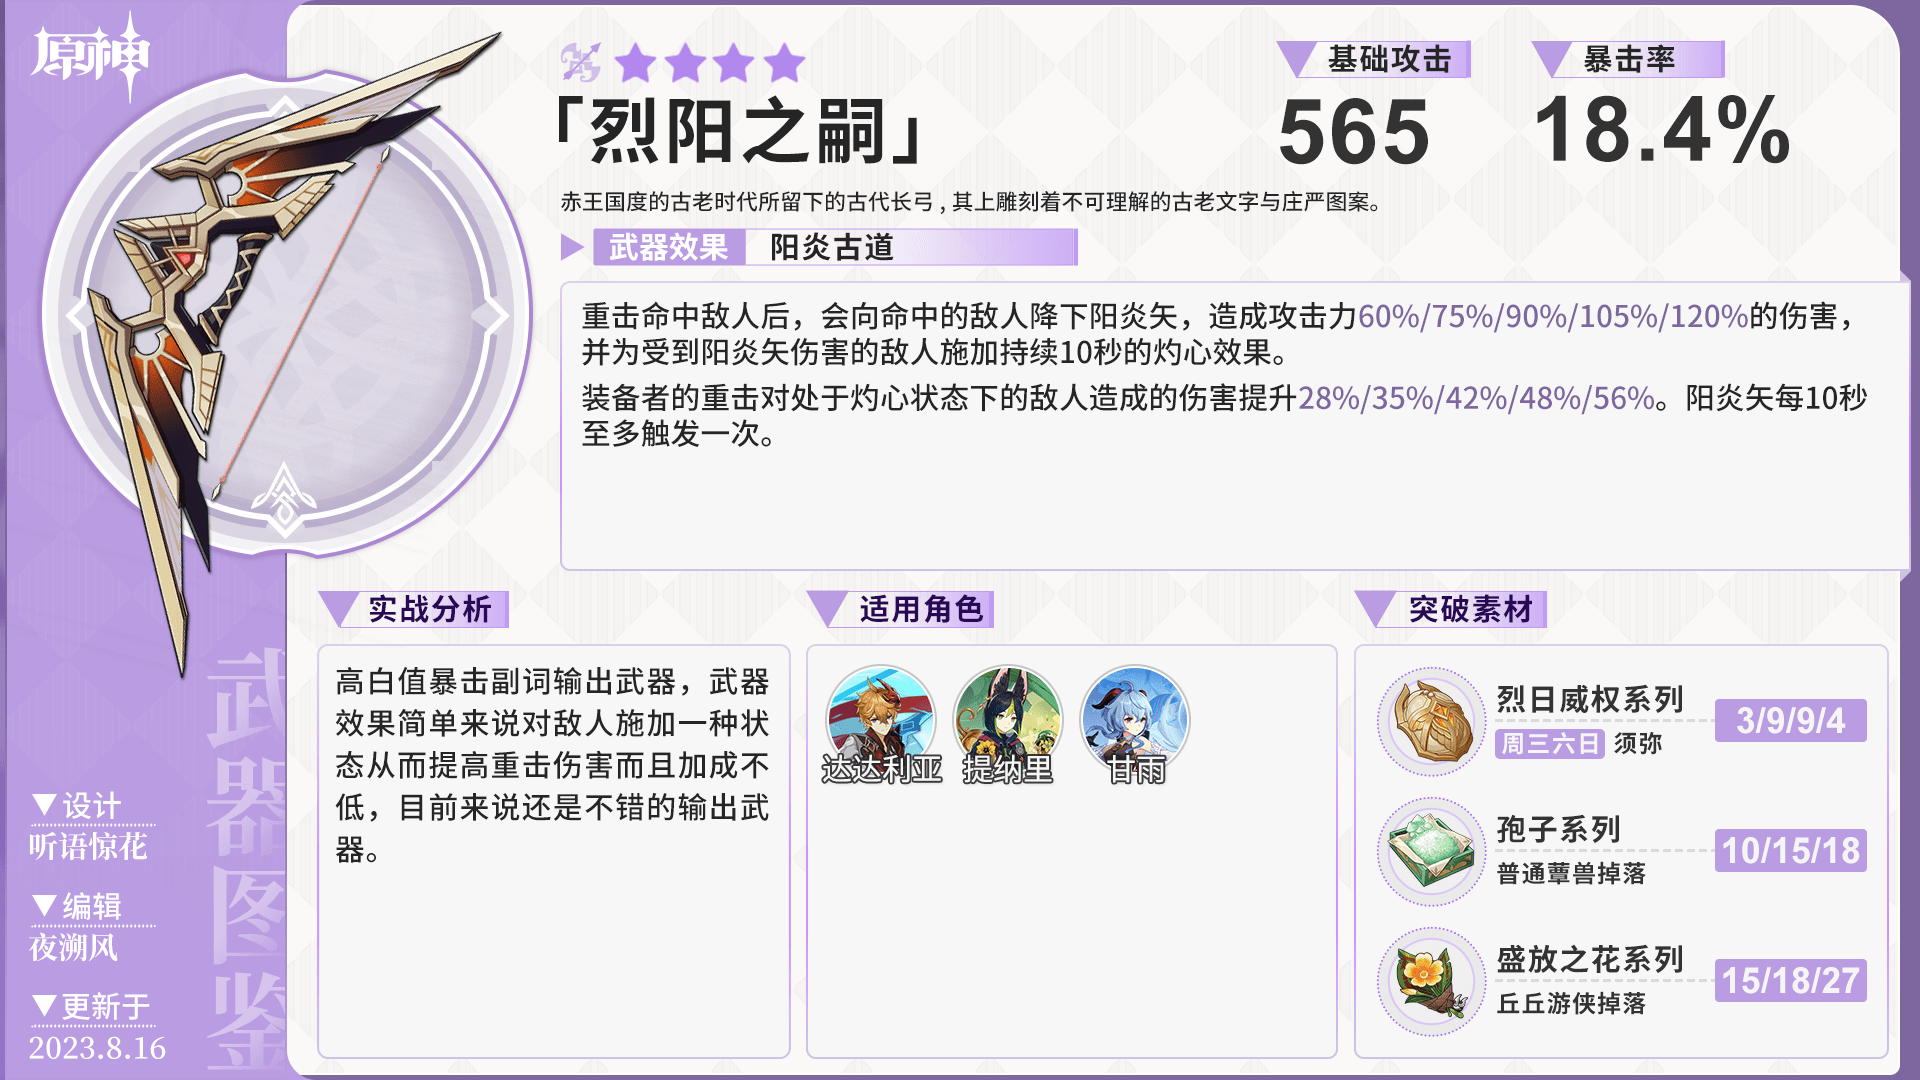 原神
「烈阳之嗣」
基础攻击
565
暴击率
18.4%
赤王国度的古老时代所留下的古代长弓,其上雕刻着不可理解的古老文字与庄严图案。
武器效果 阳炎古道
重击命中敌人后，会向命中的敌人降下阳炎矢，造成攻击力60%/75%/90%/105%/120%的伤害，
并为受到阳炎矢伤害的敌人施加持续10秒的灼心效果。
装备者的重击对处于灼心状态下的敌人造成的伤害提升28%/35%/42%/48%/56%。阳炎矢每10秒
至多触发一次。
实战分析
高白值暴击副词输出武器，武器
效果简单来说对敌人施加一种状
态从而提高重击伤害而且加成不
低，目前来说还是不错的输出武
器。
适用角色
达达利亚
提纳里
甘雨
突破素材
烈日威权系列
周三六日 须弥
3/9/9/4
孢子系列
普通蕈兽掉落
10/15/18
盛放之花系列
丘丘游侠掉落
15/18/27
武器图鉴
▼设计
听语惊花
▼编辑
夜溯风
▼更新于
2023.8.16